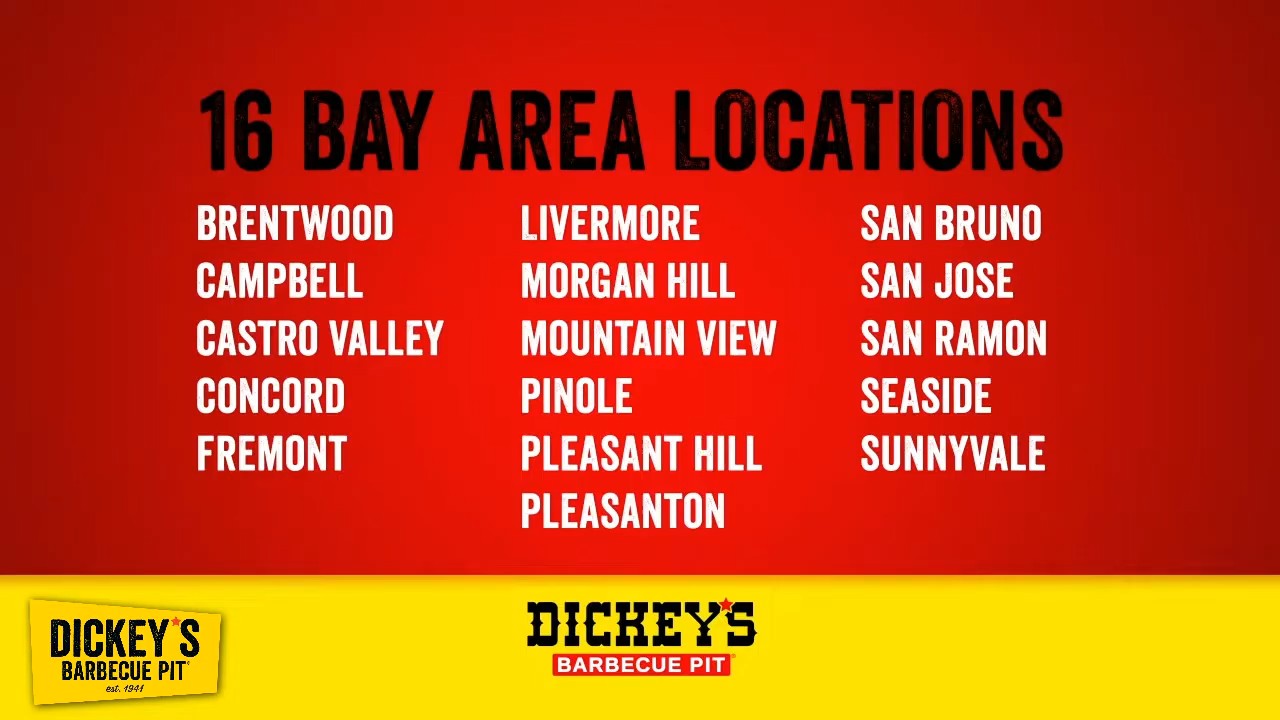 16 BAY AREA LOCATIONS
BRENTWOOD
CAMPBELL
CASTRO VALLEY
CONCORD
FREMONT
LIVERMORE
MORGAN HILL
MOUNTAIN VIEW
PINOLE
PLEASANT HILL
PLEASANTON
SAN BRUNO
SAN JOSE
SAN RAMON
SEASIDE
SUNNYVALE
DICKEY'S
BARBECUE PIT
est. 1941
DICKEY'S
BARBECUE PIT